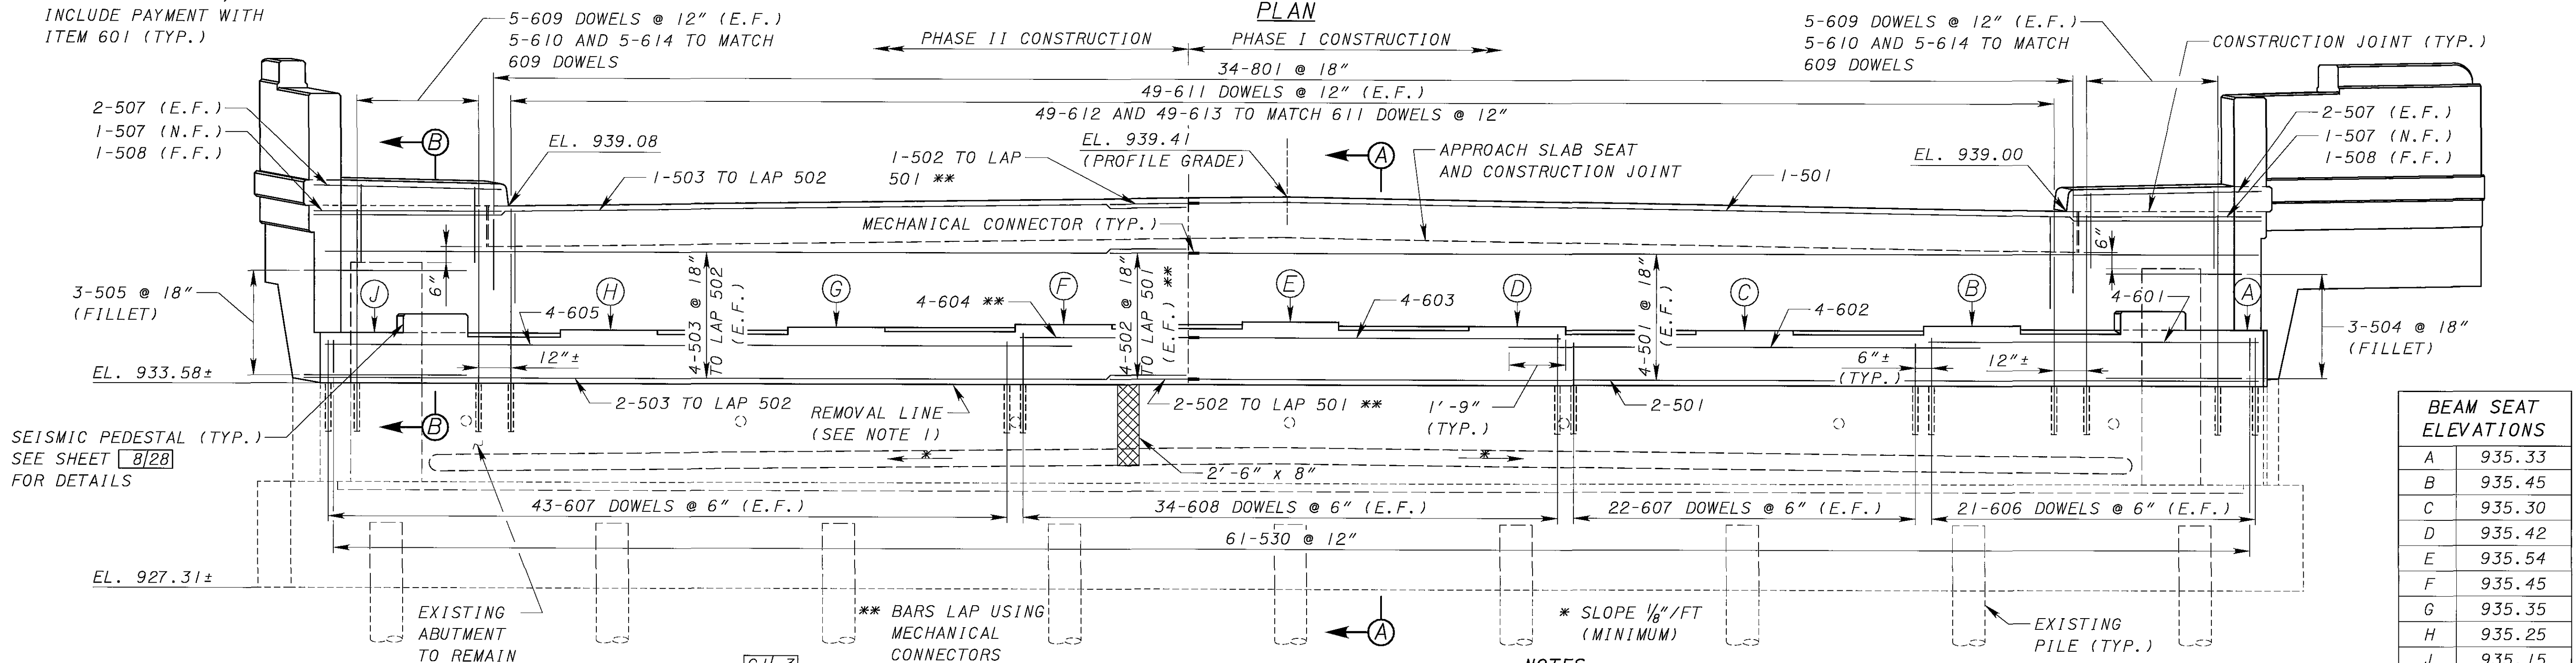 INCLUDE PAYMENT WITH
ITEM 601 (TYP.)
5-609 DOWELS @ 12" (E.F.)
5-610 AND 5-614 TO MATCH
609 DOWELS
PLAN
PHASE II CONSTRUCTION
PHASE I CONSTRUCTION
5-609 DOWELS @ 12" (E.F.)
5-610 AND 5-614 TO MATCH
609 DOWELS
CONSTRUCTION JOINT (TYP.)
34-801 @ 18"
49-611 DOWELS @ 12" (E.F.)
49-612 AND 49-613 TO MATCH 611 DOWELS @ 12"
2-507 (E.F.)
1-507 (N.F.)
1-508 (F.F.)
B
EL. 939.08
1-503 TO LAP 502
1-502 TO LAP
501 **
EL. 939.41
(PROFILE GRADE)
A
APPROACH SLAB SEAT
AND CONSTRUCTION JOINT
1-501
EL. 939.00
2-507 (E.F.)
1-507 (N.F.)
1-508 (F.F.)
MECHANICAL CONNECTOR (TYP.)
6"
6"
3-505 @ 18"
(FILLET)
J
H
G
F
E
D
C
B
A
4-605
4-503 @ 18"
TO LAP 502
(E.F.)
4-604 **
4-502 @ 18"
TO LAP 501
(E.F.) **
4-603
4-501 @ 18"
(E.F.)
4-602
4-601
3-504 @ 18"
(FILLET)
12"±
6"±
(TYP.)
12"±
EL. 933.58±
2-503 TO LAP 502
REMOVAL LINE
(SEE NOTE 1)
2-502 TO LAP 501 **
1'-9"
(TYP.)
2-501
SEISMIC PEDESTAL (TYP.)
SEE SHEET 8/28
FOR DETAILS
B
*
*
2'-6" x 8"
43-607 DOWELS @ 6" (E.F.)
34-608 DOWELS @ 6" (E.F.)
22-607 DOWELS @ 6" (E.F.)
21-606 DOWELS @ 6" (E.F.)
61-530 @ 12"
EL. 927.31±
EXISTING
ABUTMENT
TO REMAIN
** BARS LAP USING
MECHANICAL
CONNECTORS
A
* SLOPE 1/8"/FT
(MINIMUM)
EXISTING
PILE (TYP.)
BEAM SEAT
ELEVATIONS
A 935.33
B 935.45
C 935.30
D 935.42
E 935.54
F 935.45
G 935.35
H 935.25
J 935.15
NOTES